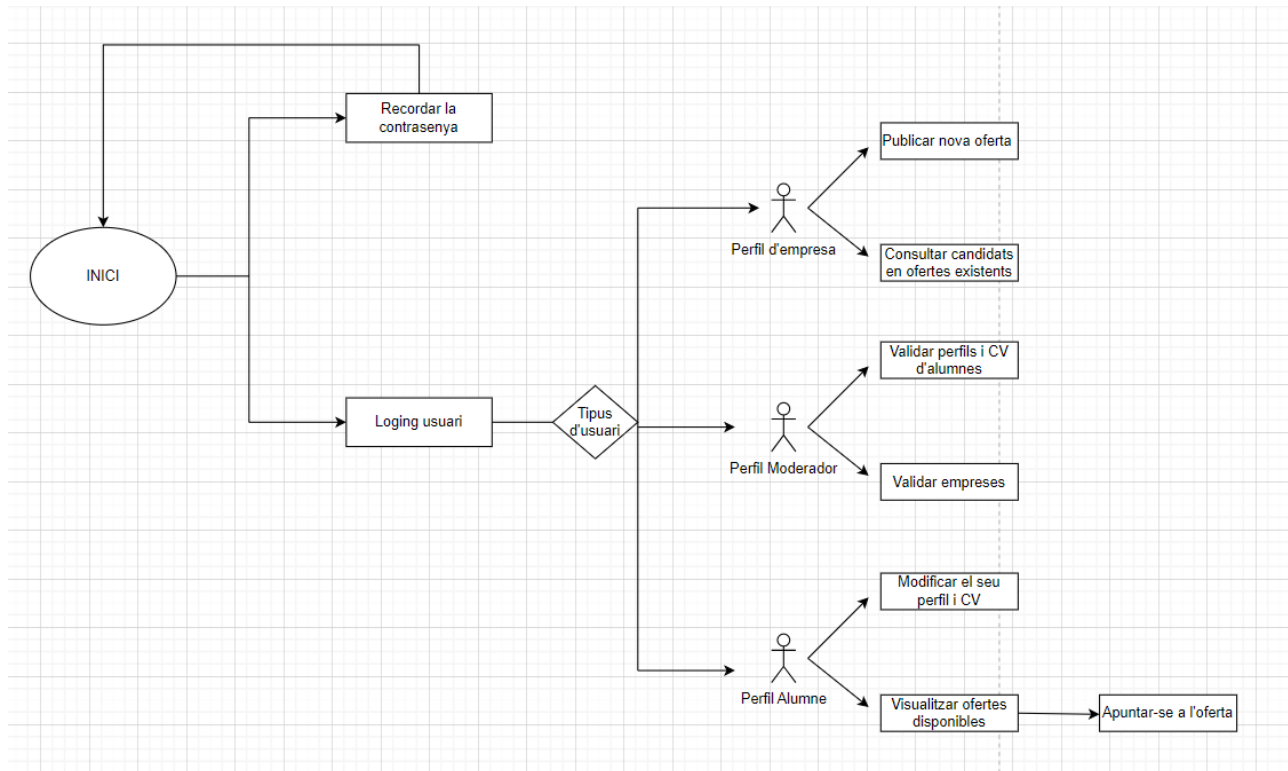 Recordar la
contrasenya
INICI
Loging usuari
Tipus
d'usuari
Perfil d'empresa
Publicar nova oferta
Consultar candidats
en ofertes existents
Perfil Moderador
Validar perfils i CV
d'alumnes
Validar empreses
Perfil Alumne
Modificar el seu
perfil i CV
Visualitzar ofertes
disponibles
Apuntar-se a l'oferta